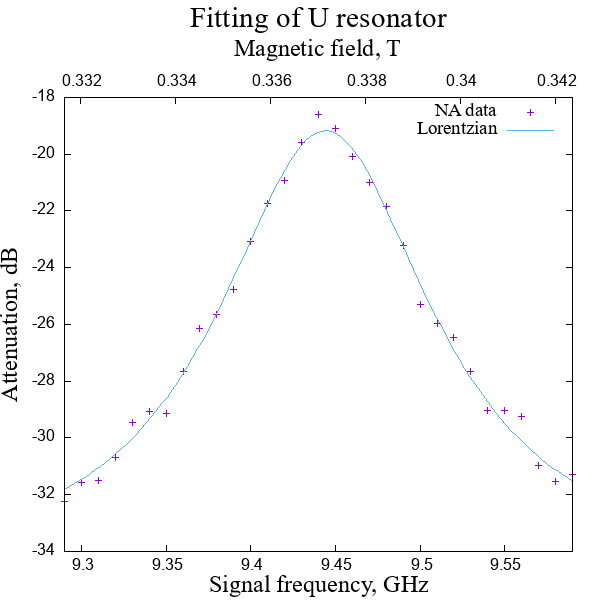 Fitting of U resonator
Magnetic field, T
0.332 0.334 0.336 0.338 0.34 0.342
-18
NA data
Lorentzian
-20
-22
-24
-26
-28
-30
-32
-34
Attenuation, dB
9.3 9.35 9.4 9.45 9.5 9.55
Signal frequency, GHz